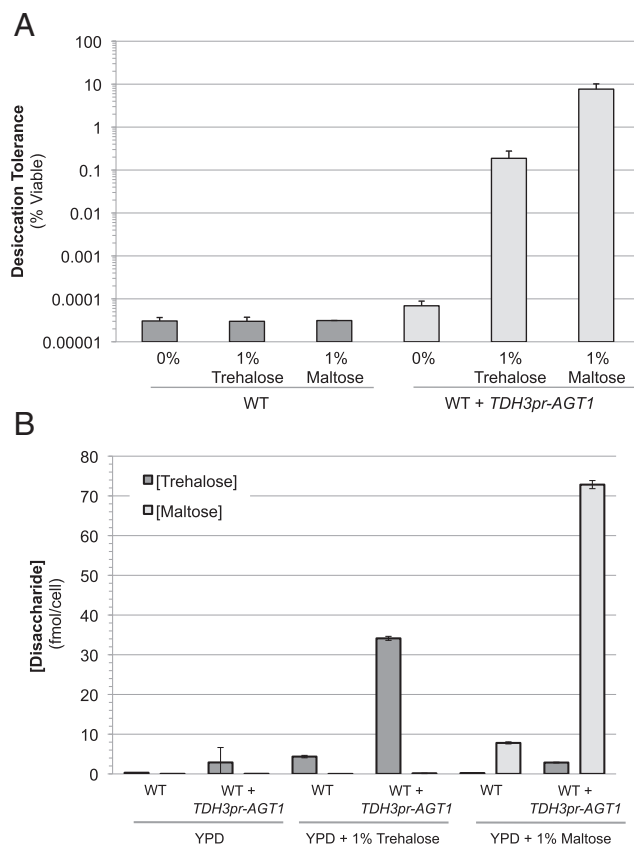 A
Desiccation Tolerance
(% Viable)
100
10
1
0.1
0.01
0.001
0.0001
0.00001
0%
1%
Trehalose
1%
Maltose
0%
1%
Trehalose
1%
Maltose
WT
WT + TDH3pr-AGT1
B
[Disaccharide]
(fmol/cell)
80
70
60
50
40
30
20
10
0
[Trehalose]
[Maltose]
WT
WT +
TDH3pr-AGT1
WT
WT +
TDH3pr-AGT1
WT
WT +
TDH3pr-AGT1
YPD
YPD + 1% Trehalose
YPD + 1% Maltose